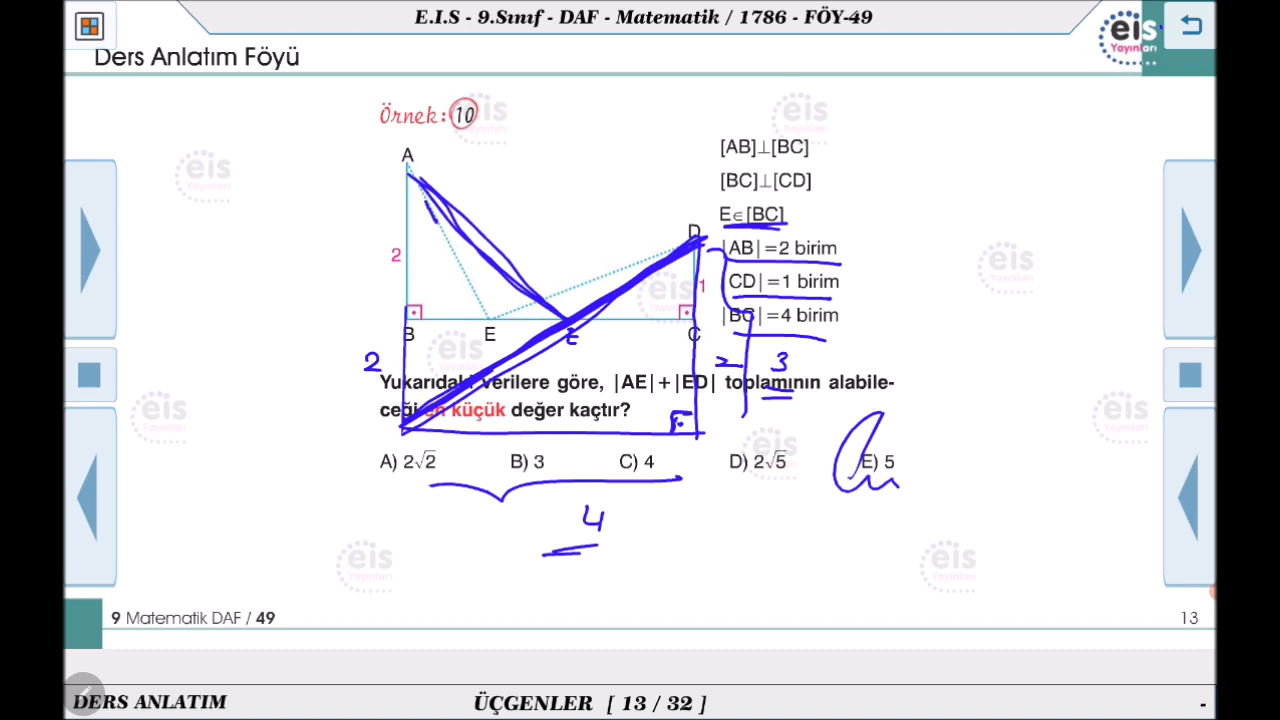 E.I.S - 9.Sınıf - DAF - Matematik / 1786 - FÖY-49
eis
Yayınları
Ders Anlatım Föyü
Örnek: 10
[AB]⊥[BC]
[BC]⊥[CD]
E∈[BC]
|AB|=2 birim
|CD|=1 birim
|BC|=4 birim
A
D
2
1
B
E
E
C
2
2
3
Yukarıdaki verilere göre, |AE|+|ED| toplamının alabile-
ceği en küçük değer kaçtır?
A) 2√2 B) 3 C) 4 D) 2√5 E) 5
4
9 Matematik DAF / 49
13
DERS ANLATIM
ÜÇGENLER [ 13 / 32 ]
-